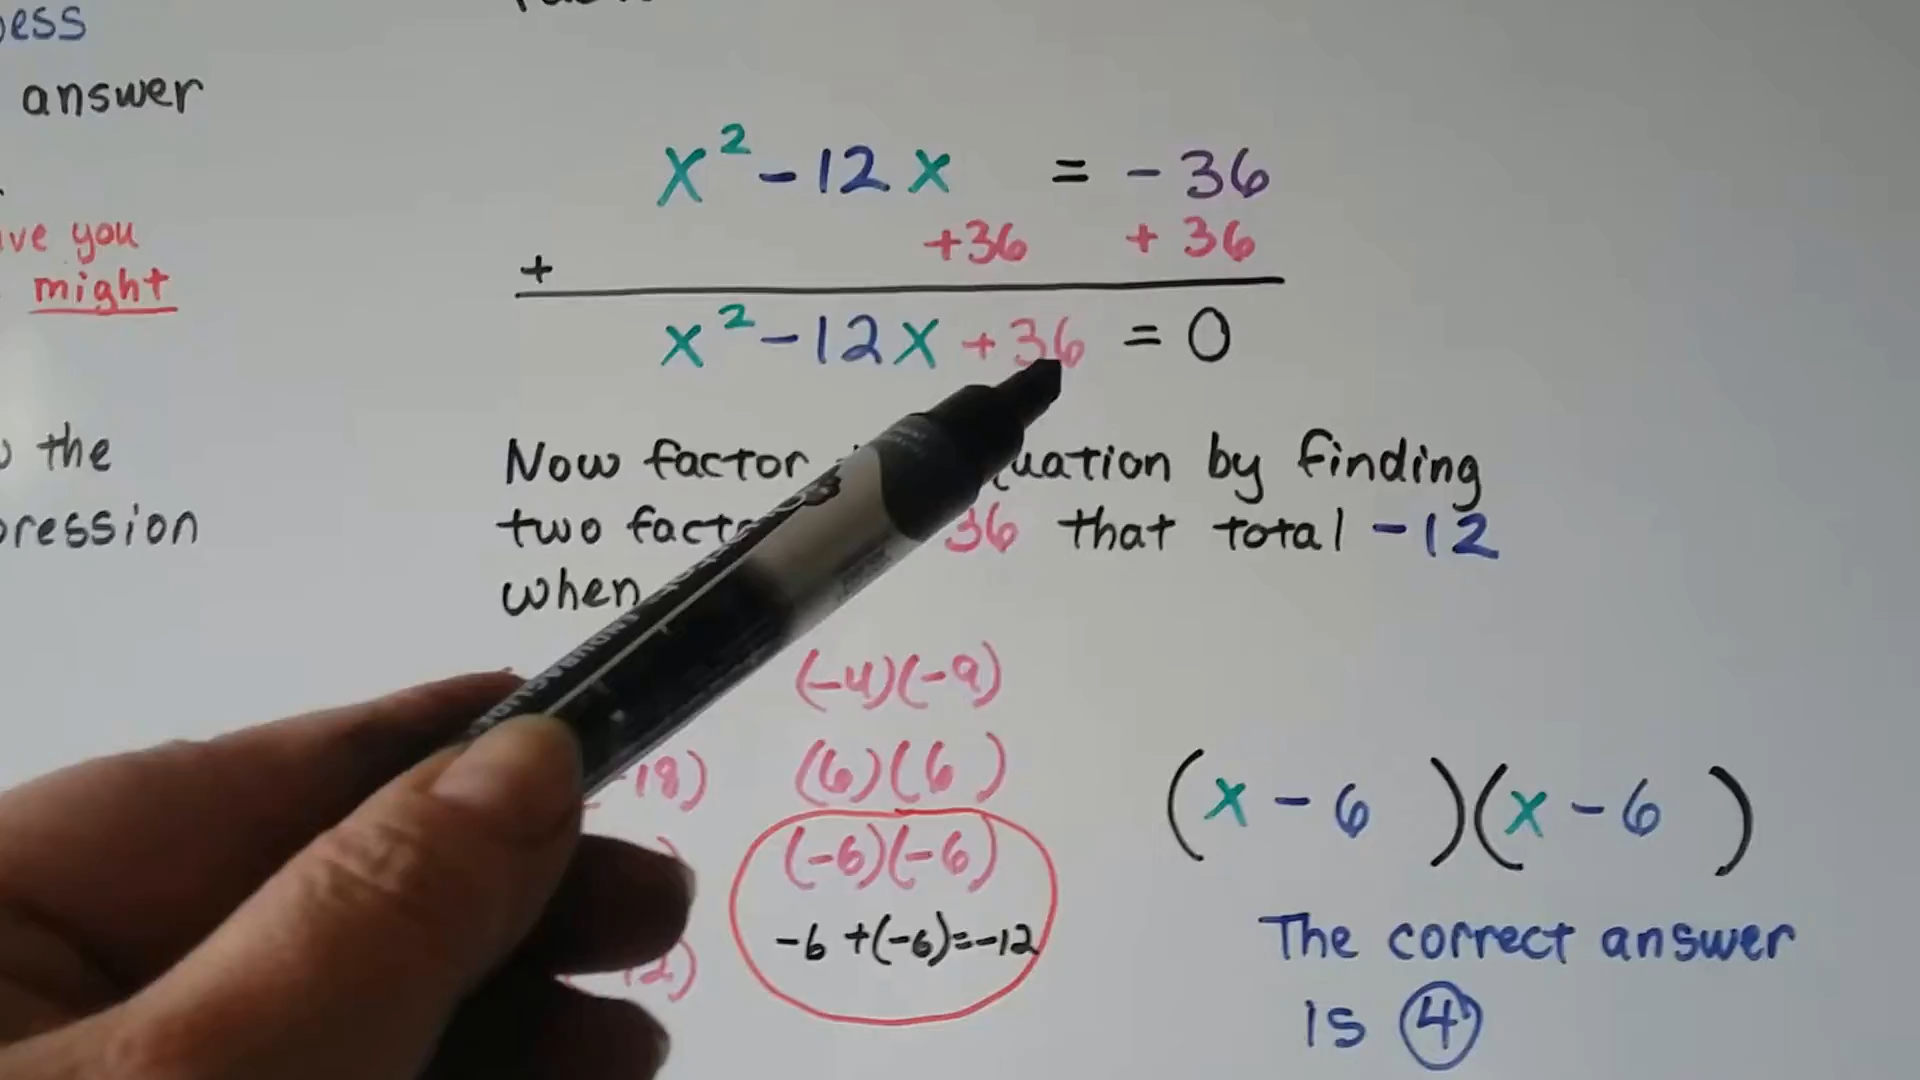 answer
ve you
might
the
x² - 12x = - 36
+36 + 36
+
x² - 12x + 36 = 0
Now factor uation by finding
two fact 36 that total - 12
when
(-4)(-9)
-18) (6)(6)
(-6)(-6)
(x - 6)(x - 6)
-6 + (-6) = -12
The correct answer
is 4